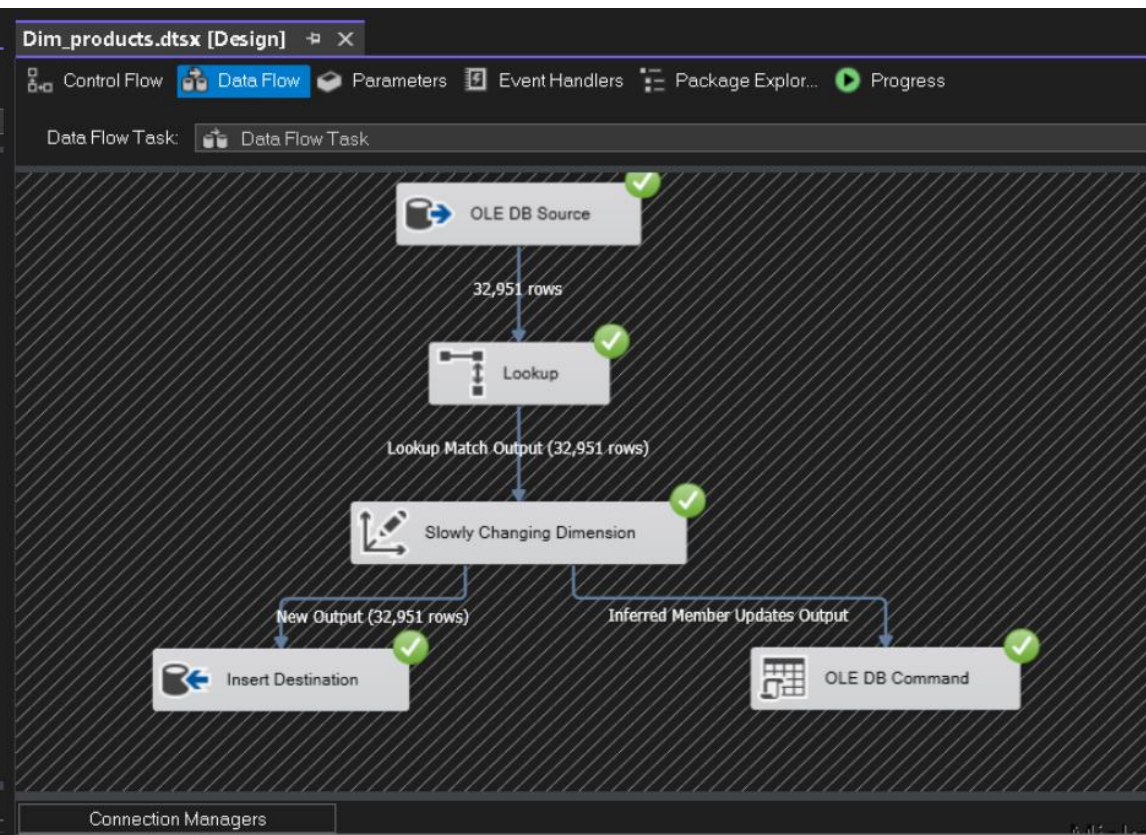 Dim_products.dtsx [Design]
Control Flow Data Flow Parameters Event Handlers Package Explor... Progress
Data Flow Task: Data Flow Task
OLE DB Source
32,951 rows
Lookup
Lookup Match Output (32,951 rows)
Slowly Changing Dimension
New Output (32,951 rows) Inferred Member Updates Output
Insert Destination OLE DB Command
Connection Managers